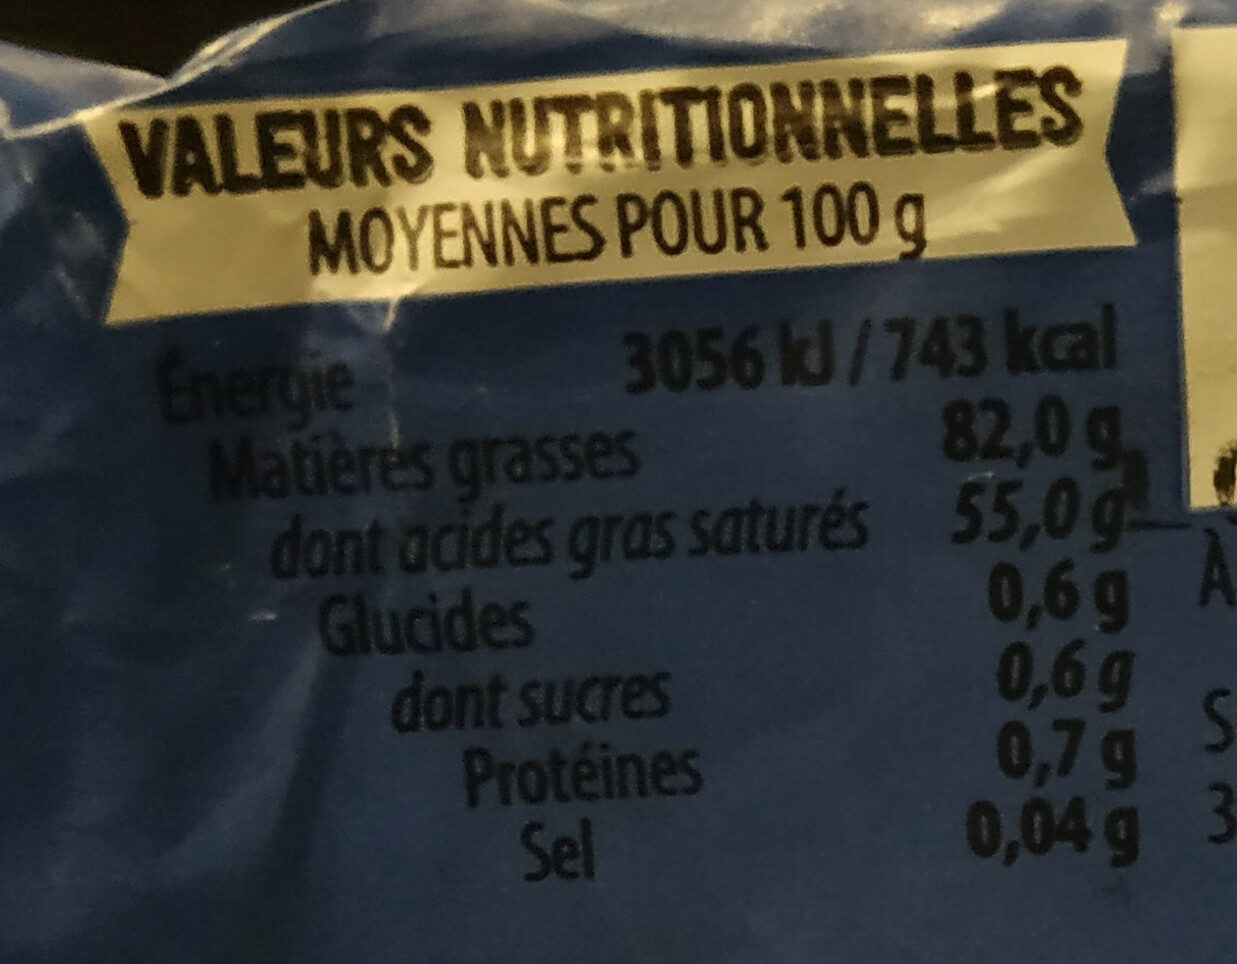 VALEURS NUTRITIONNELLES
MOYENNES POUR 100 g
Énergie 3056 kJ / 743 kcal
Matières grasses 82,0 g
dont acides gras saturés 55,0 g
Glucides 0,6 g
dont sucres 0,6 g
Protéines 0,7 g
Sel 0,04 g